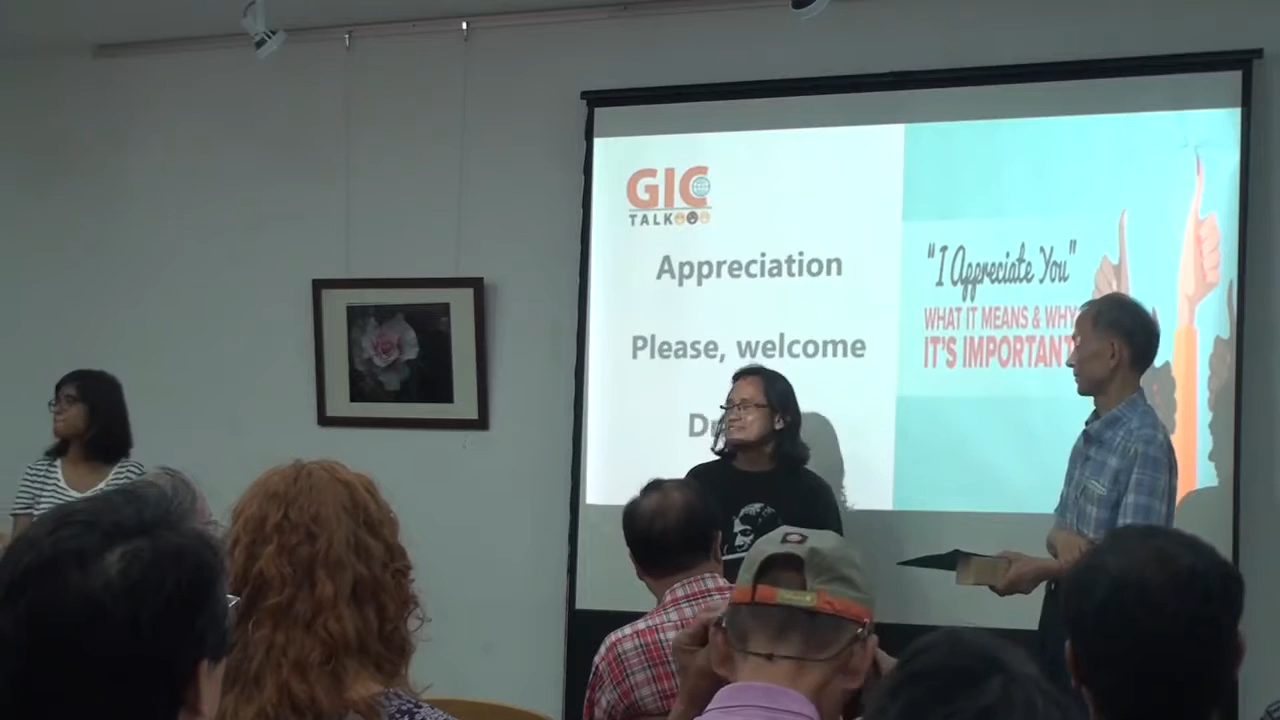 GIC
TALK
Appreciation
Please, welcome
"I Appreciate You"
WHAT IT MEANS & WHY
IT'S IMPORTANT